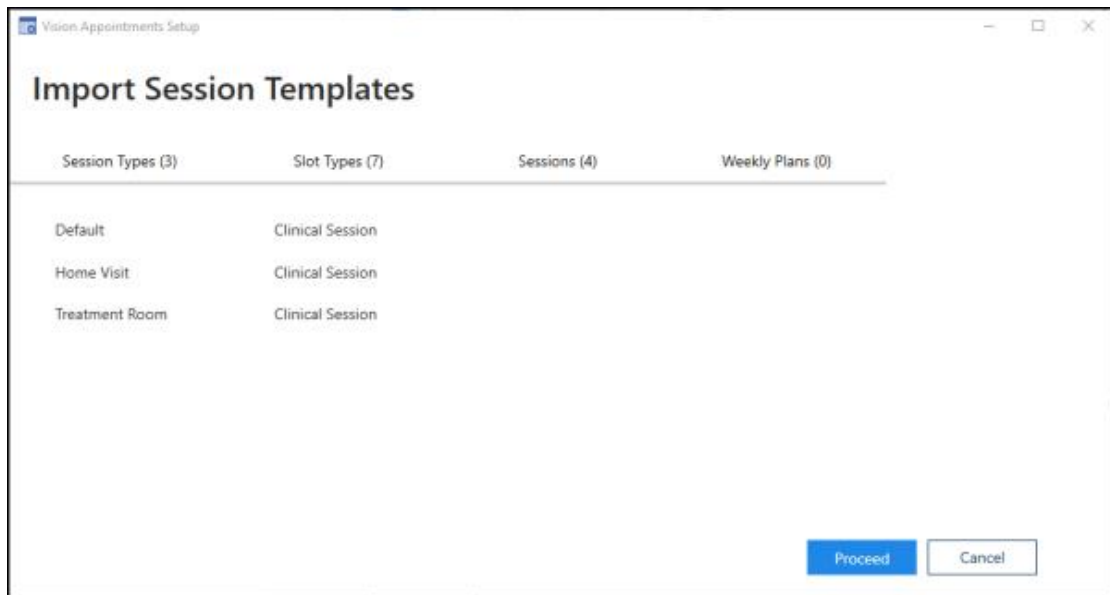 Vision Appointments Setup
Import Session Templates
Session Types (3) Slot Types (7) Sessions (4) Weekly Plans (0)
Default Clinical Session
Home Visit Clinical Session
Treatment Room Clinical Session
Proceed Cancel